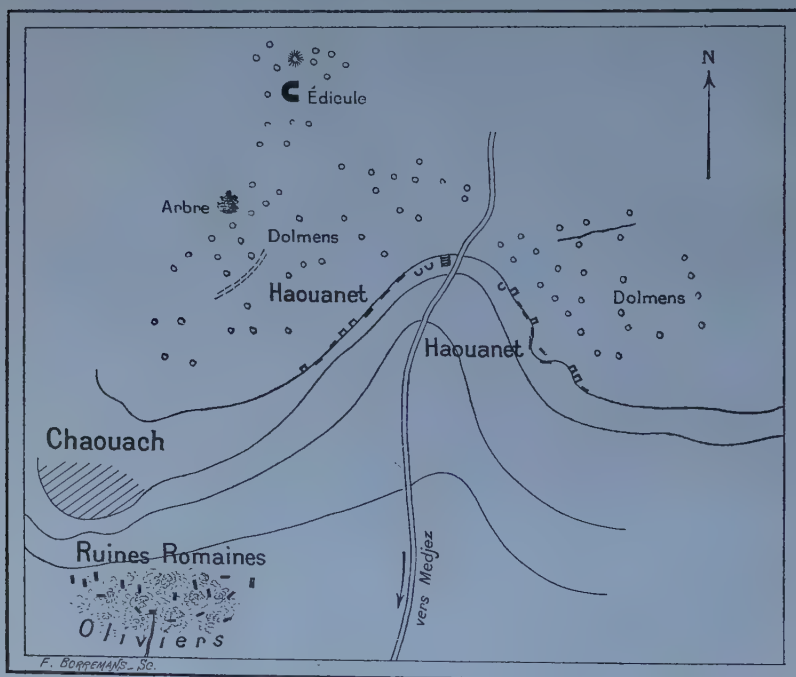 N
Édicule
Arbre
Dolmens
Haouanet
Dolmens
Haouanet
Chaouach
Ruines Romaines
Oliviers
vers Medjez
F. BORREMANS_Sc.